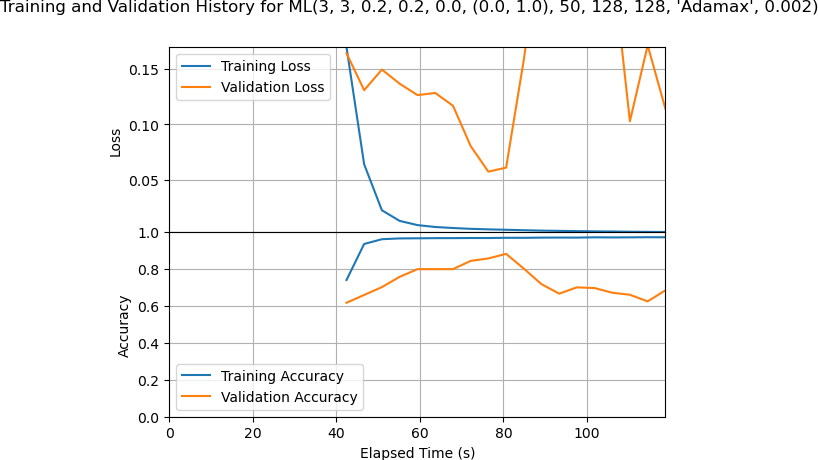 Training and Validation History for ML(3, 3, 0.2, 0.2, 0.0, (0.0, 1.0), 50, 128, 128, 'Adamax', 0.002)
Training Loss
Validation Loss
0.15
0.10
0.05
Loss
1.0
0.8
0.6
0.4
0.2
0.0
Accuracy
Training Accuracy
Validation Accuracy
0 20 40 60 80 100
Elapsed Time (s)